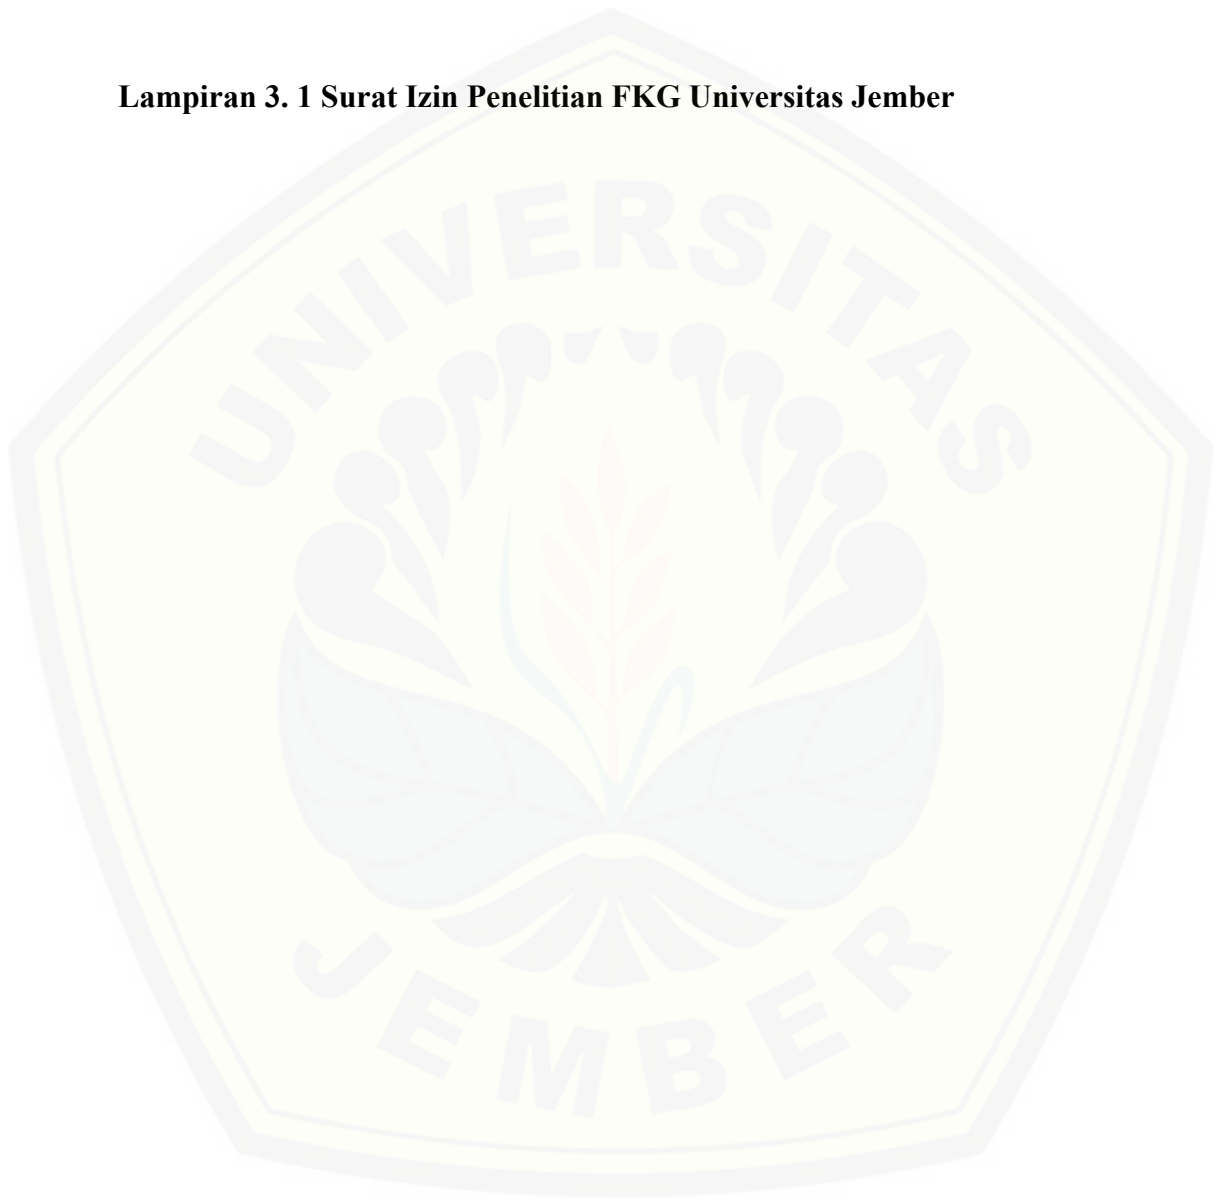 Lampiran 3. 1 Surat Izin Penelitian FKG Universitas Jember
UNIVERSITAS
JEMBER